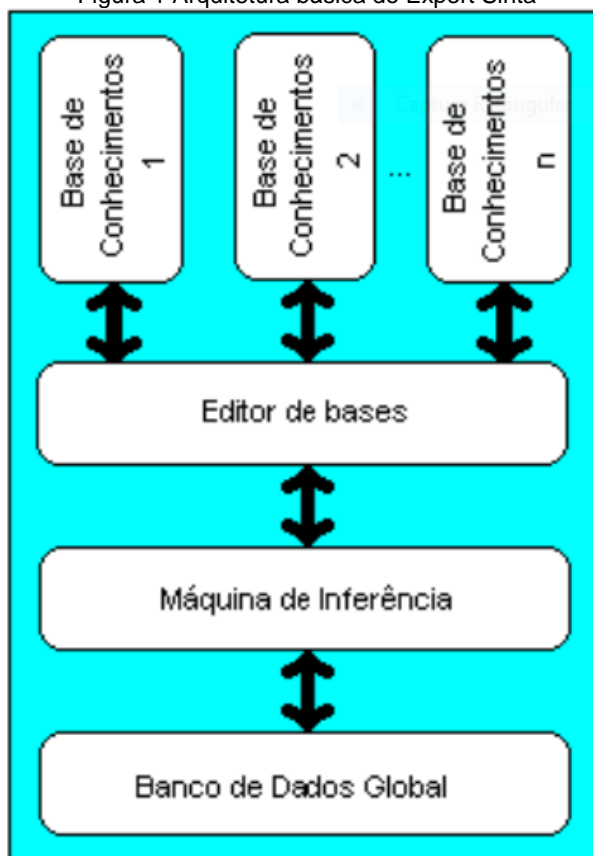 Figura 1 Arquitetura básica do Expert Sinta
Base de
Conhecimentos
1
Base de
Conhecimentos
2
...
Base de
Conhecimentos
n
Editor de bases
Máquina de Inferência
Banco de Dados Global